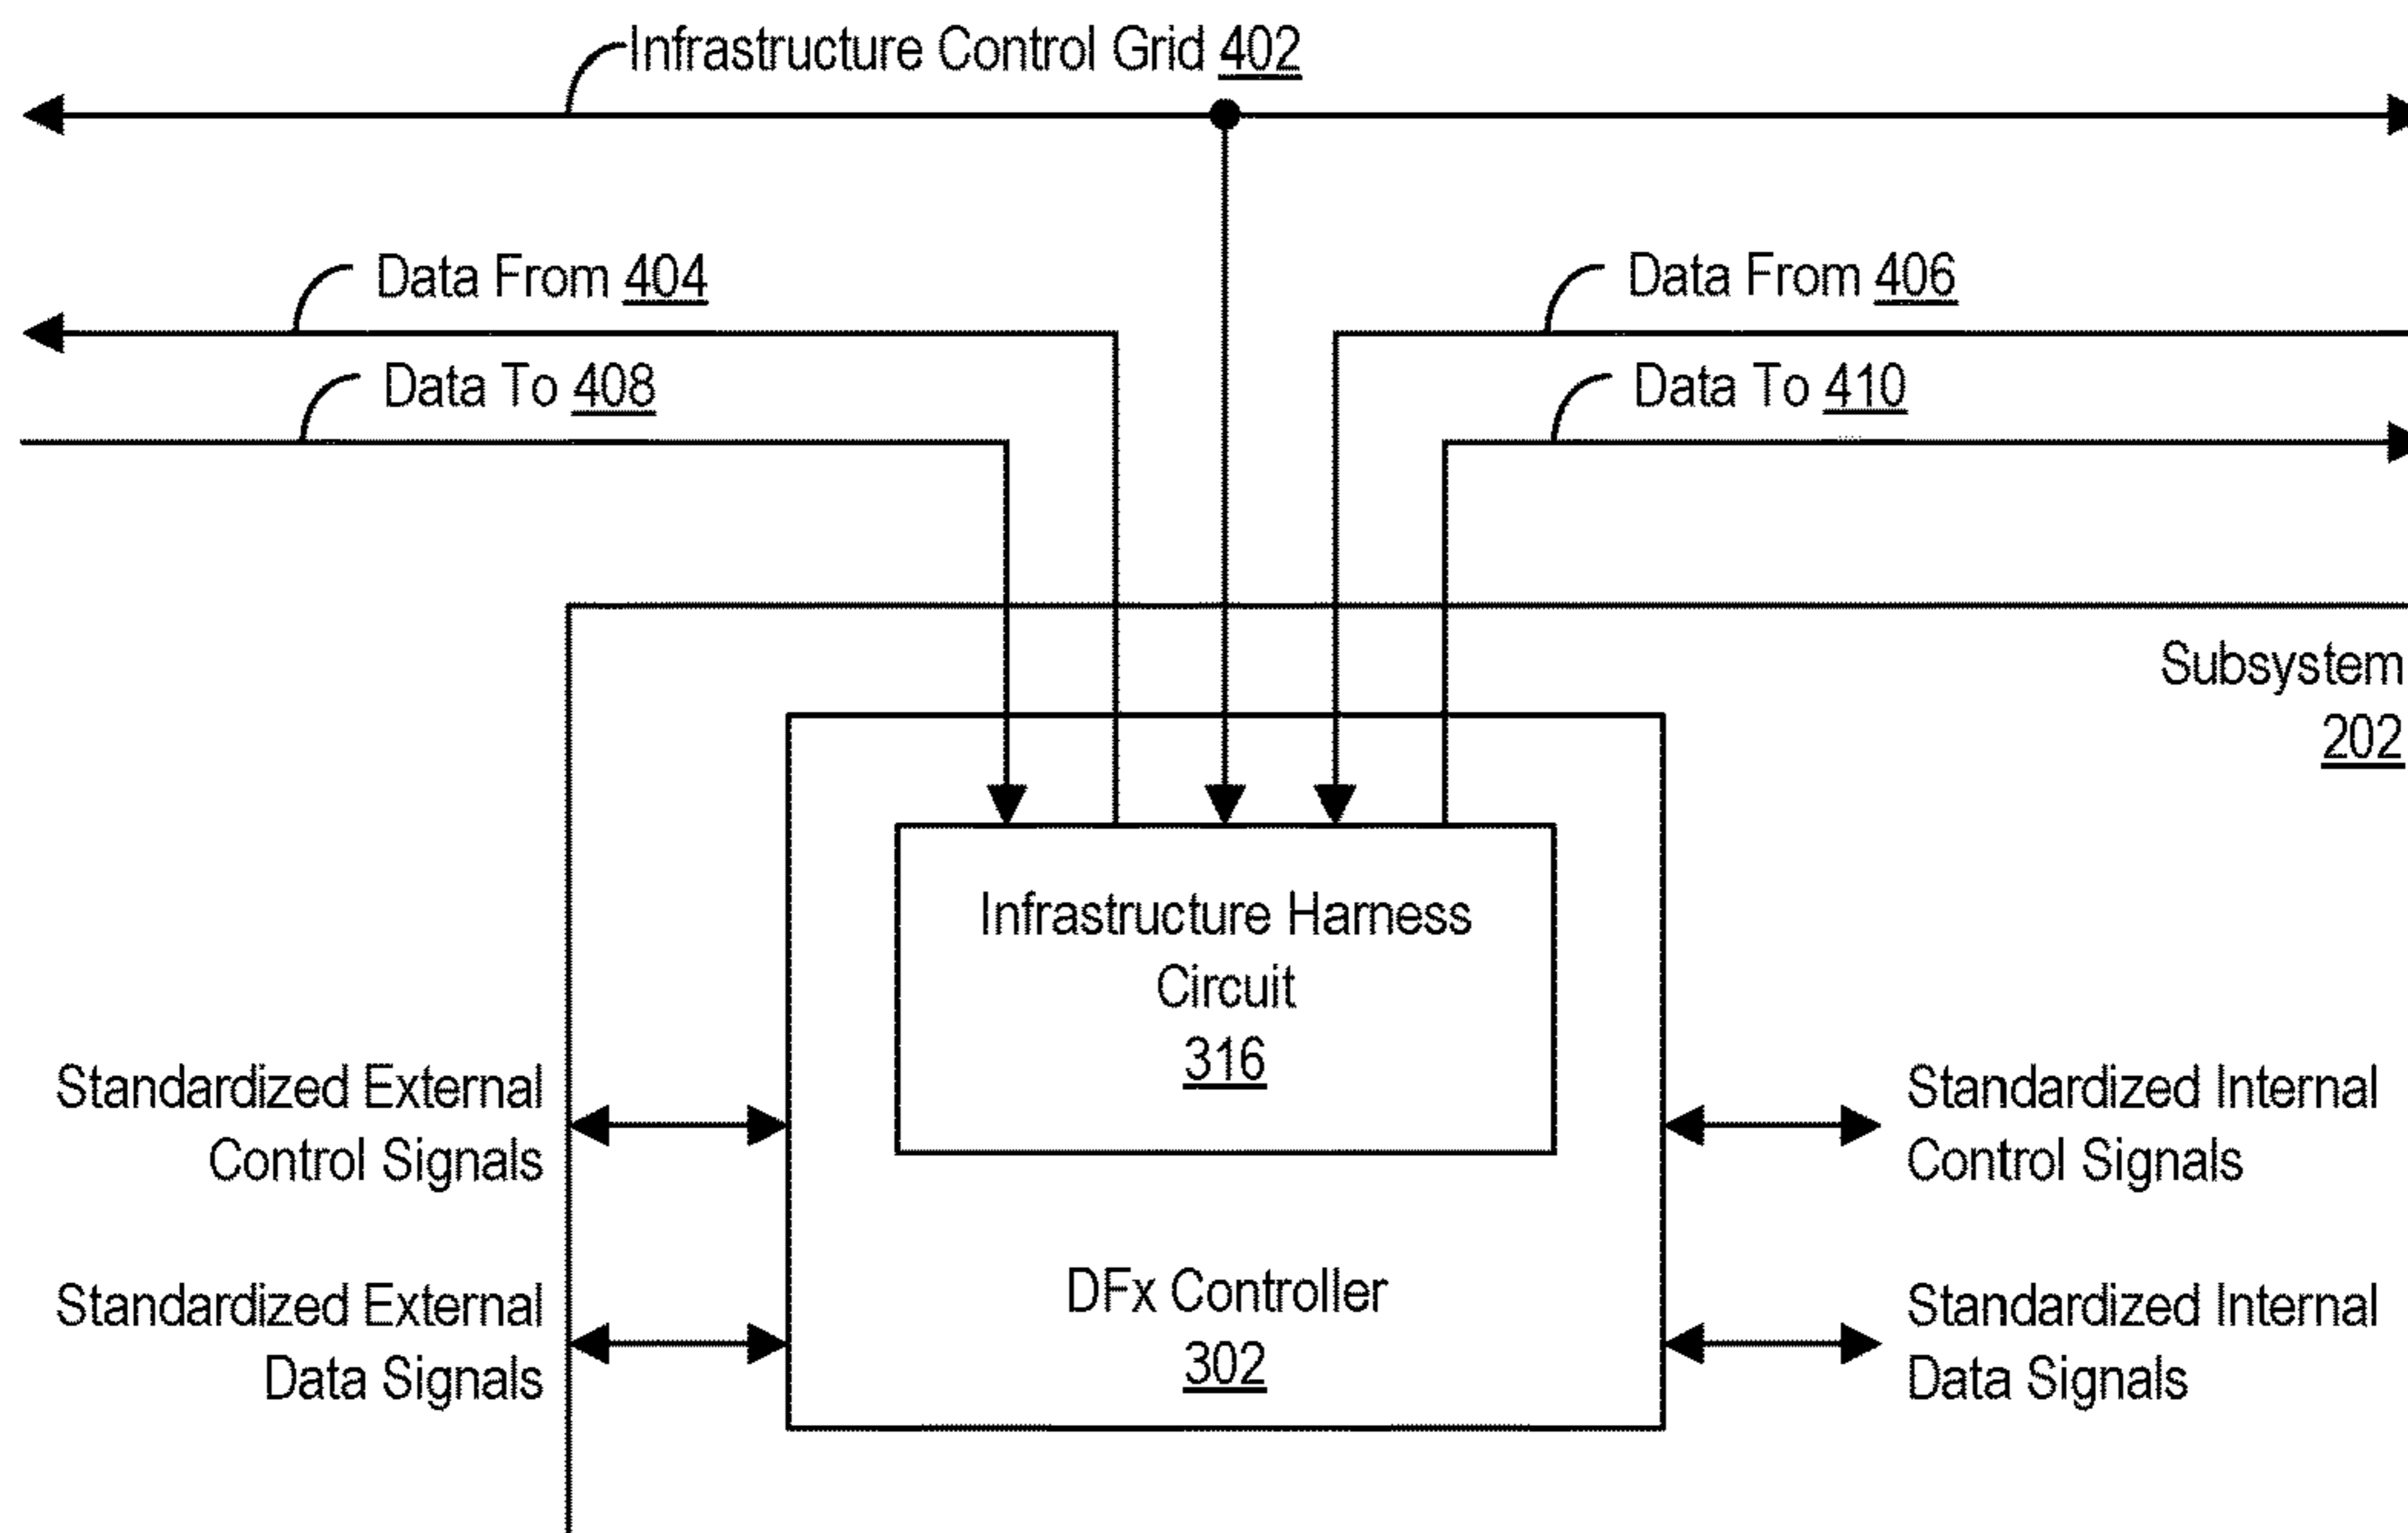 Infrastructure Control Grid 402
Data From 404
Data From 406
Data To 408
Data To 410
Subsystem
202
Infrastructure Harness
Circuit
316
Standardized External
Control Signals
Standardized Internal
Control Signals
DFx Controller
302
Standardized External
Data Signals
Standardized Internal
Data Signals